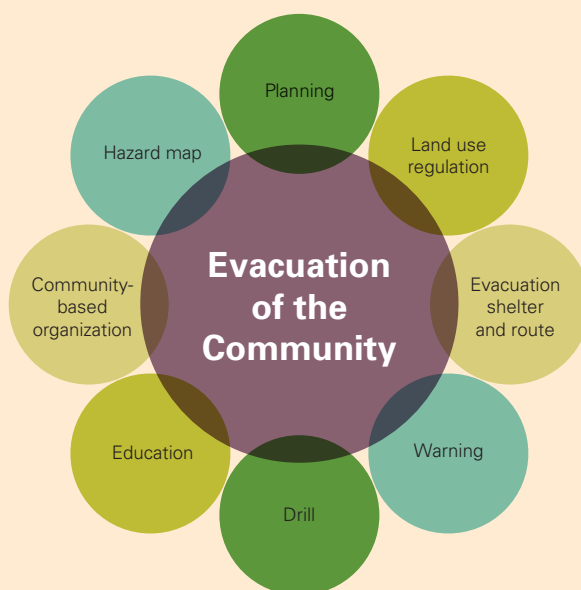 Planning
Land use
regulation
Hazard map
Evacuation
of the
Community
Community-
based
organization
Evacuation
shelter
and route
Education
Warning
Drill